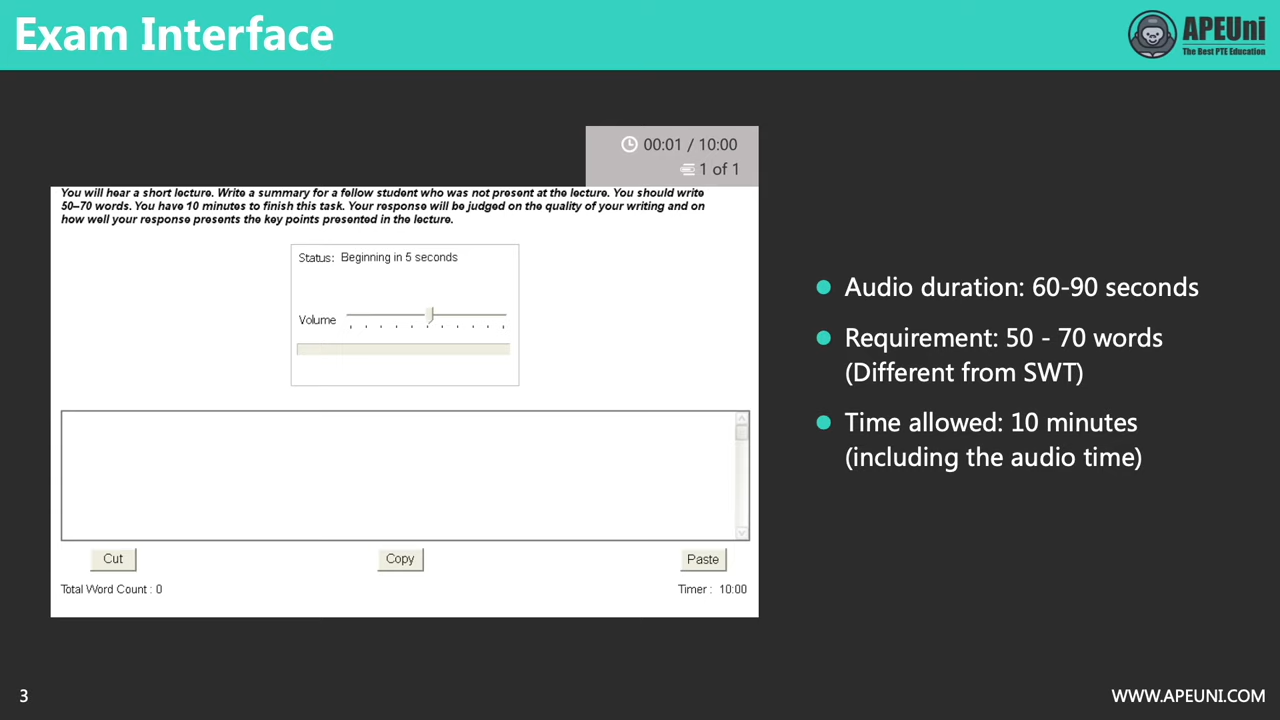 Exam Interface
APEUni
The Best PTE Education
00:01 / 10:00
1 of 1
You will hear a short lecture. Write a summary for a fellow student who was not present at the lecture. You should write
50–70 words. You have 10 minutes to finish this task. Your response will be judged on the quality of your writing and on
how well your response presents the key points presented in the lecture.
Status: Beginning in 5 seconds
Volume
Cut
Copy
Paste
Total Word Count : 0
Timer : 10:00
Audio duration: 60-90 seconds
Requirement: 50 - 70 words
(Different from SWT)
Time allowed: 10 minutes
(including the audio time)
3
WWW.APEUNI.COM